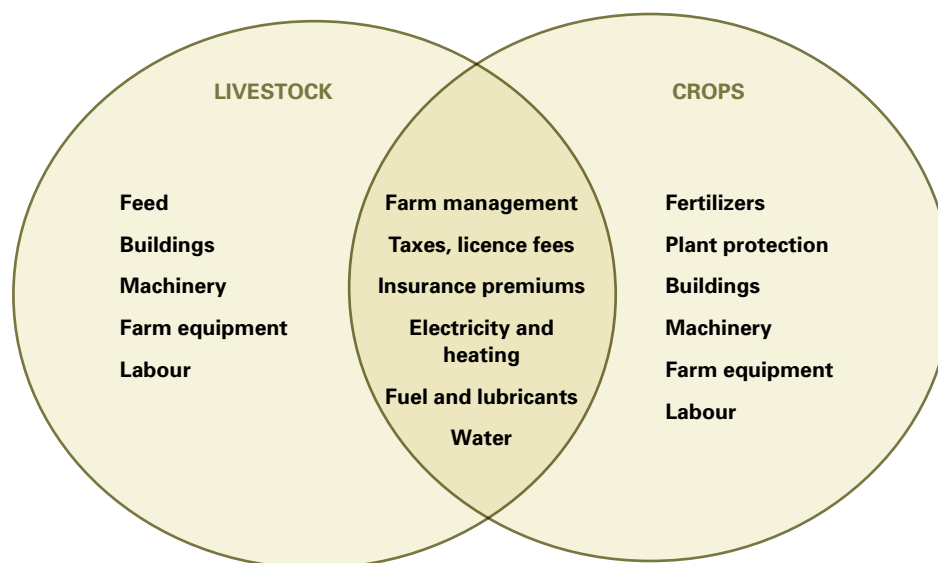 LIVESTOCK
CROPS
Feed
Buildings
Machinery
Farm equipment
Labour
Farm management
Taxes, licence fees
Insurance premiums
Electricity and
heating
Fuel and lubricants
Water
Fertilizers
Plant protection
Buildings
Machinery
Farm equipment
Labour